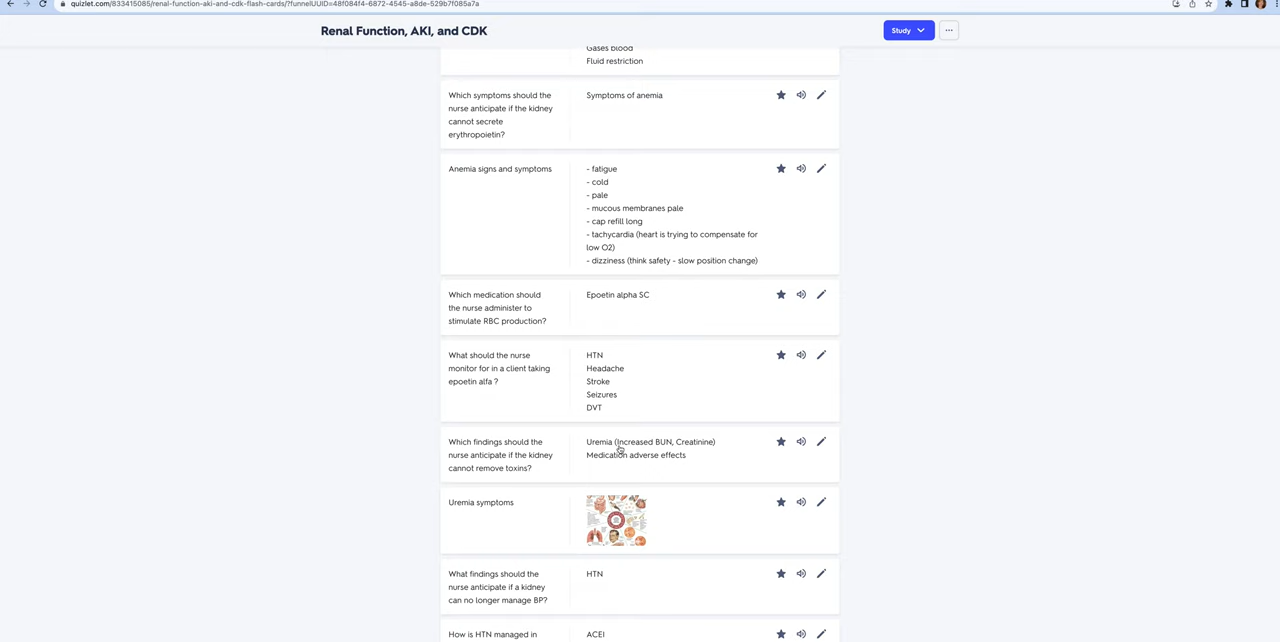 quizlet.com/833415085/renal-function-aki-and-cdk-flash-cards/?funnelUUID=48f084f4-6872-4545-a8de-529b7f085a7a
Renal Function, AKI, and CDK
Study
Gases blood
Fluid restriction
Which symptoms should the
nurse anticipate if the kidney
cannot secrete
erythropoietin?
Symptoms of anemia
Anemia signs and symptoms
- fatigue
- cold
- pale
- mucous membranes pale
- cap refill long
- tachycardia (heart is trying to compensate for
low O2)
- dizziness (think safety - slow position change)
Which medication should
the nurse administer to
stimulate RBC production?
Epoetin alpha SC
What should the nurse
monitor for in a client taking
epoetin alfa ?
HTN
Headache
Stroke
Seizures
DVT
Which findings should the
nurse anticipate if the kidney
cannot remove toxins?
Uremia (Increased BUN, Creatinine)
Medication adverse effects
Uremia symptoms
What findings should the
nurse anticipate if a kidney
can no longer manage BP?
HTN
How is HTN managed in
ACEI